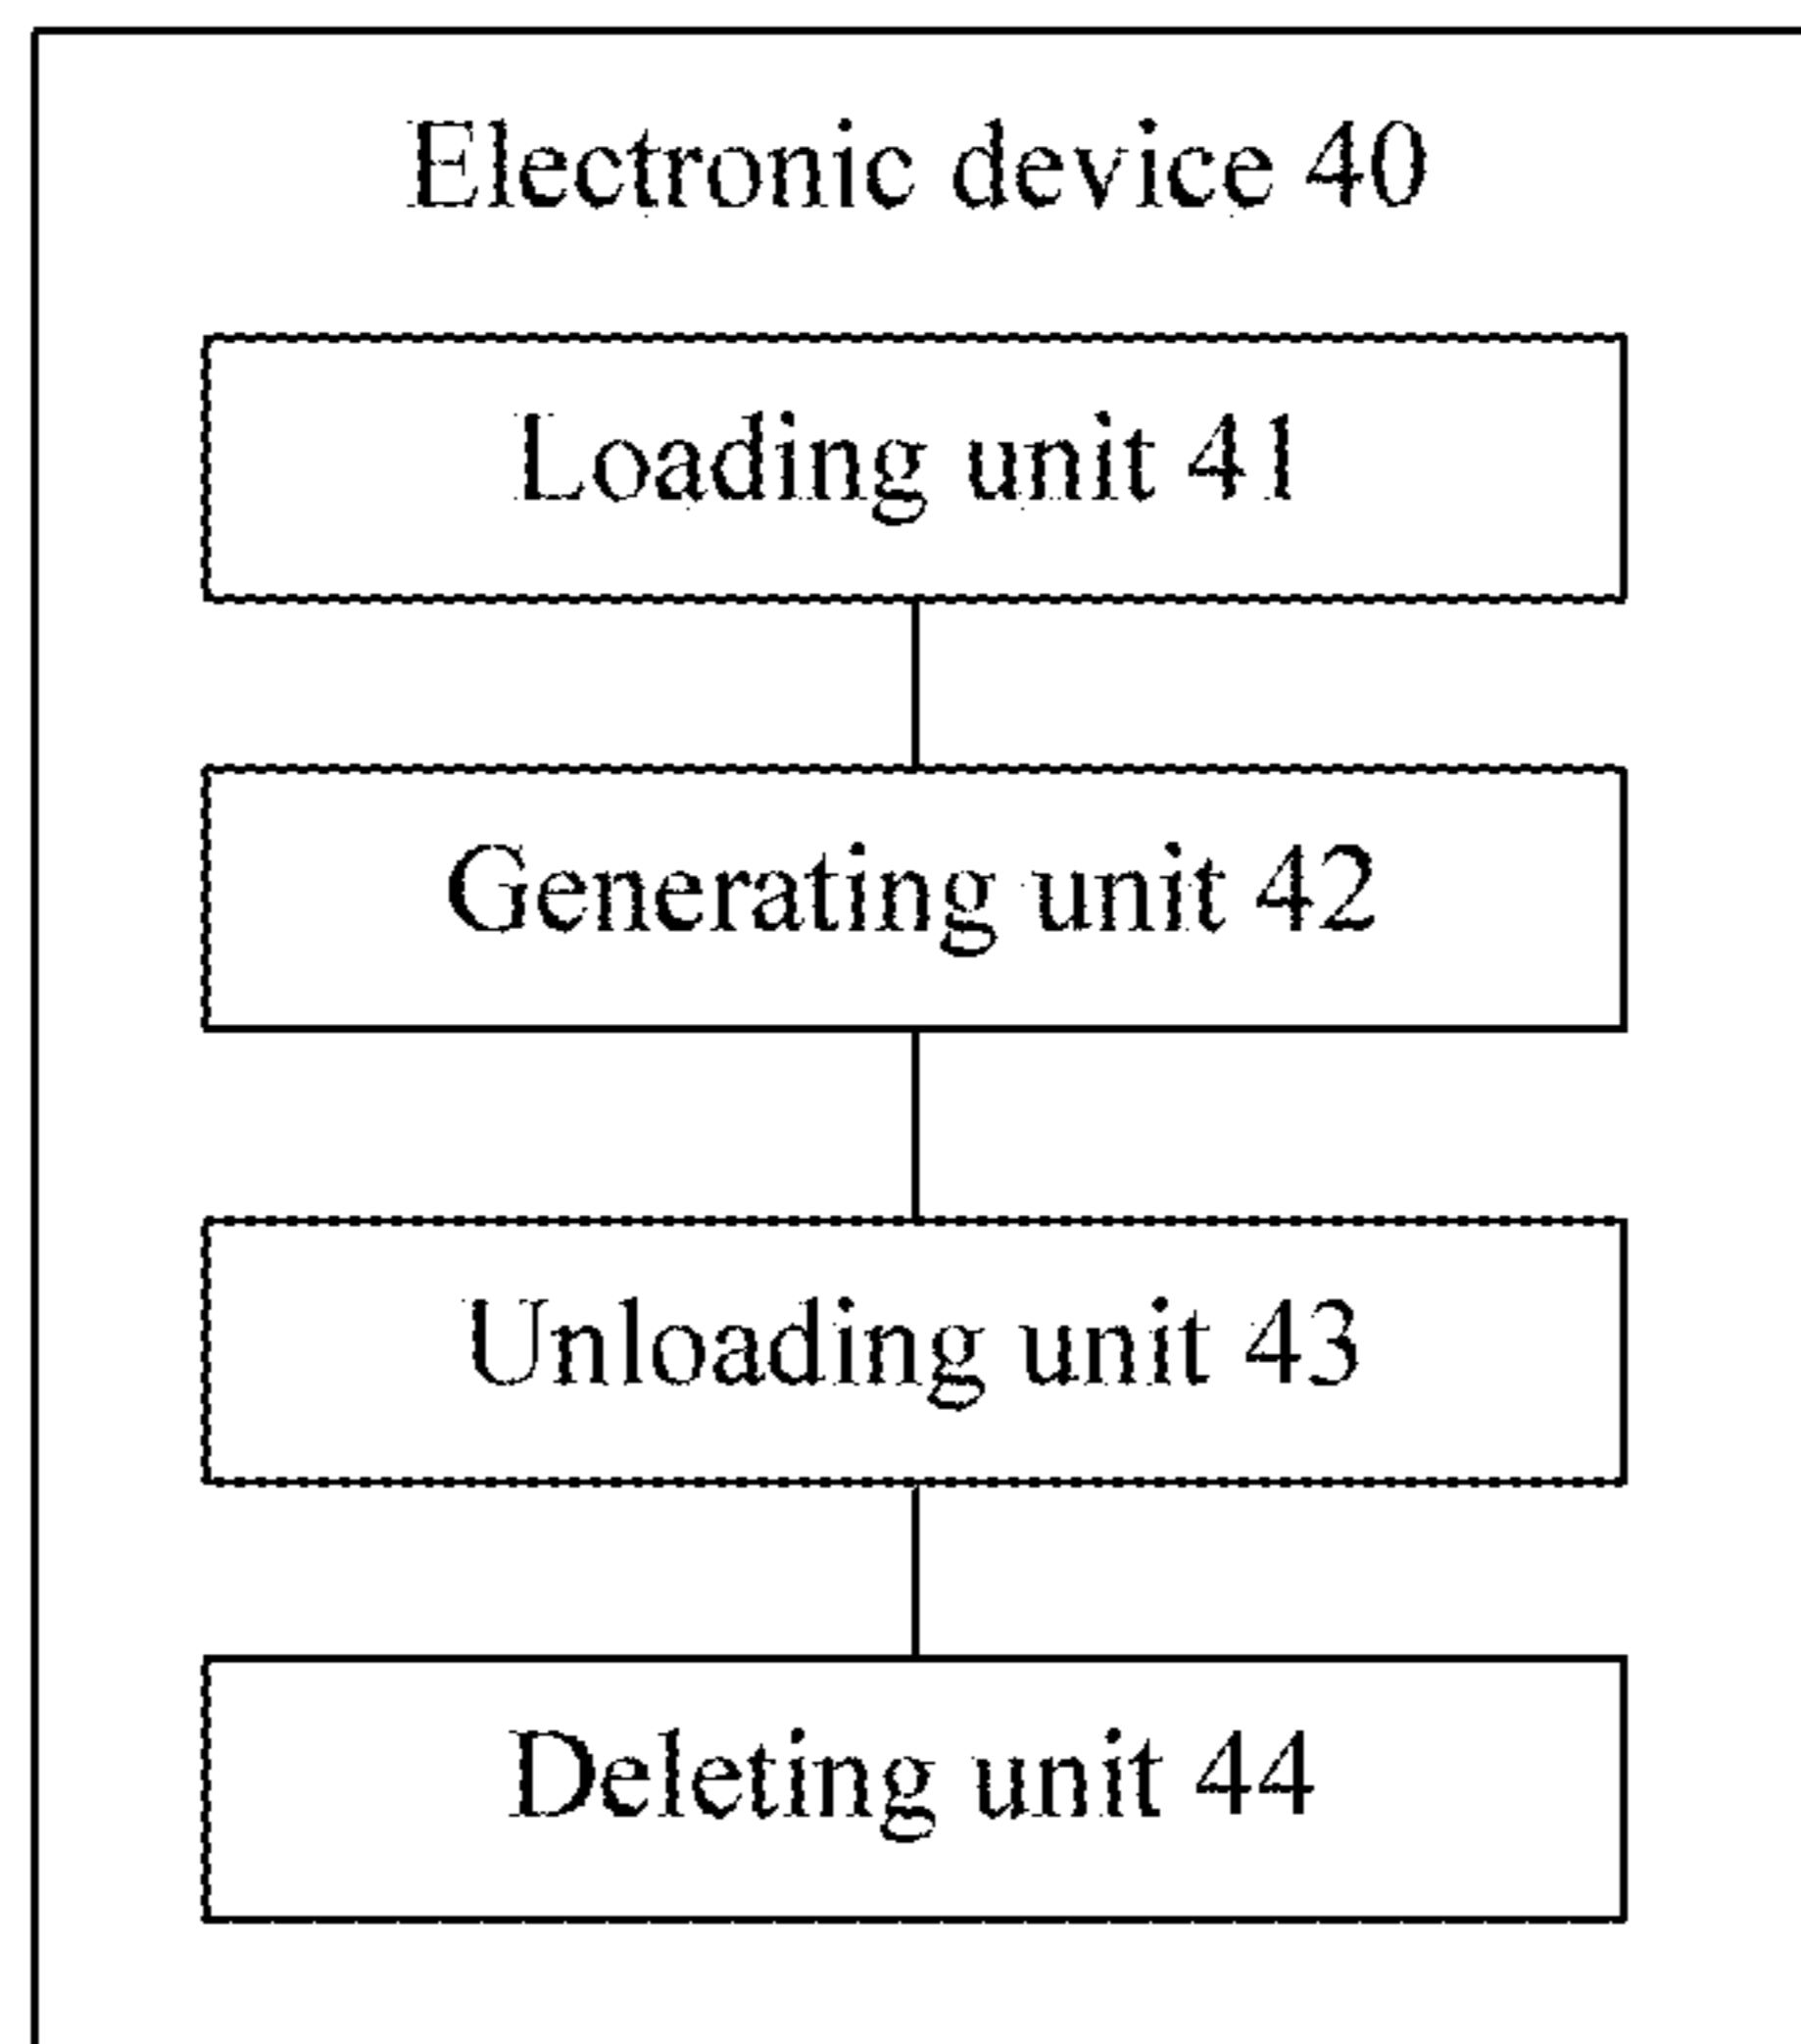 Electronic device 40
Loading unit 41
Generating unit 42
Unloading unit 43
Deleting unit 44